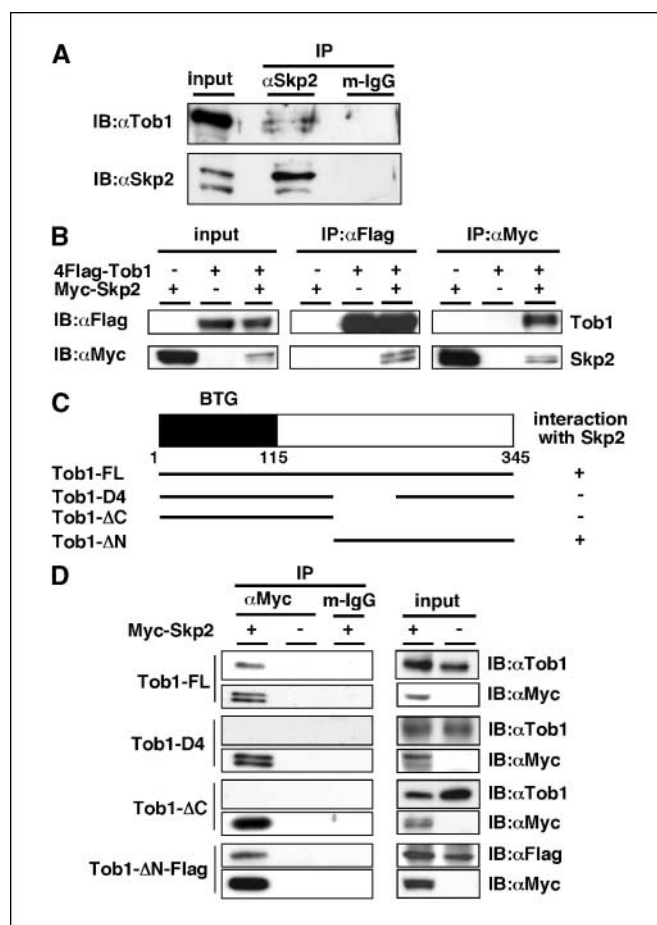 A
IP
input αSkp2 m-IgG
IB:αTob1
IB:αSkp2
B
input IP:αFlag IP:αMyc
4Flag-Tob1 - + + - + + - + +
Myc-Skp2 + - + + - + + - +
IB:αFlag Tob1
IB:αMyc Skp2
C
BTG
interaction
with Skp2
1 115 345
Tob1-FL +
Tob1-D4 -
Tob1-ΔC -
Tob1-ΔN +
D
IP
αMyc m-IgG input
Myc-Skp2 + - + + -
Tob1-FL
IB:αTob1
IB:αMyc
Tob1-D4
IB:αTob1
IB:αMyc
Tob1-ΔC
IB:αTob1
IB:αMyc
Tob1-ΔN-Flag
IB:αFlag
IB:αMyc